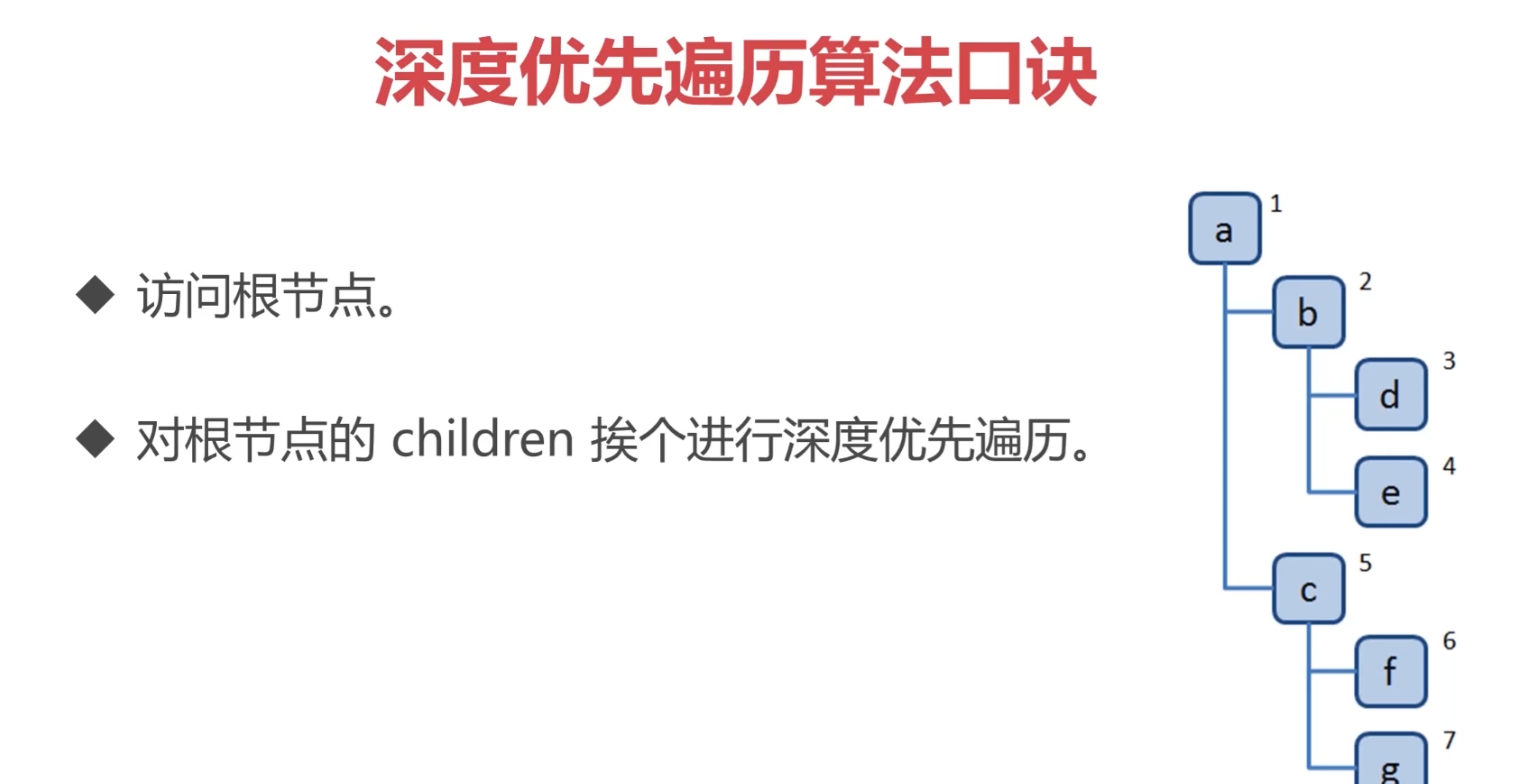 深度优先遍历算法口诀
◆ 访问根节点。
◆ 对根节点的 children 挨个进行深度优先遍历。
a 1
b 2
d 3
e 4
c 5
f 6
g 7